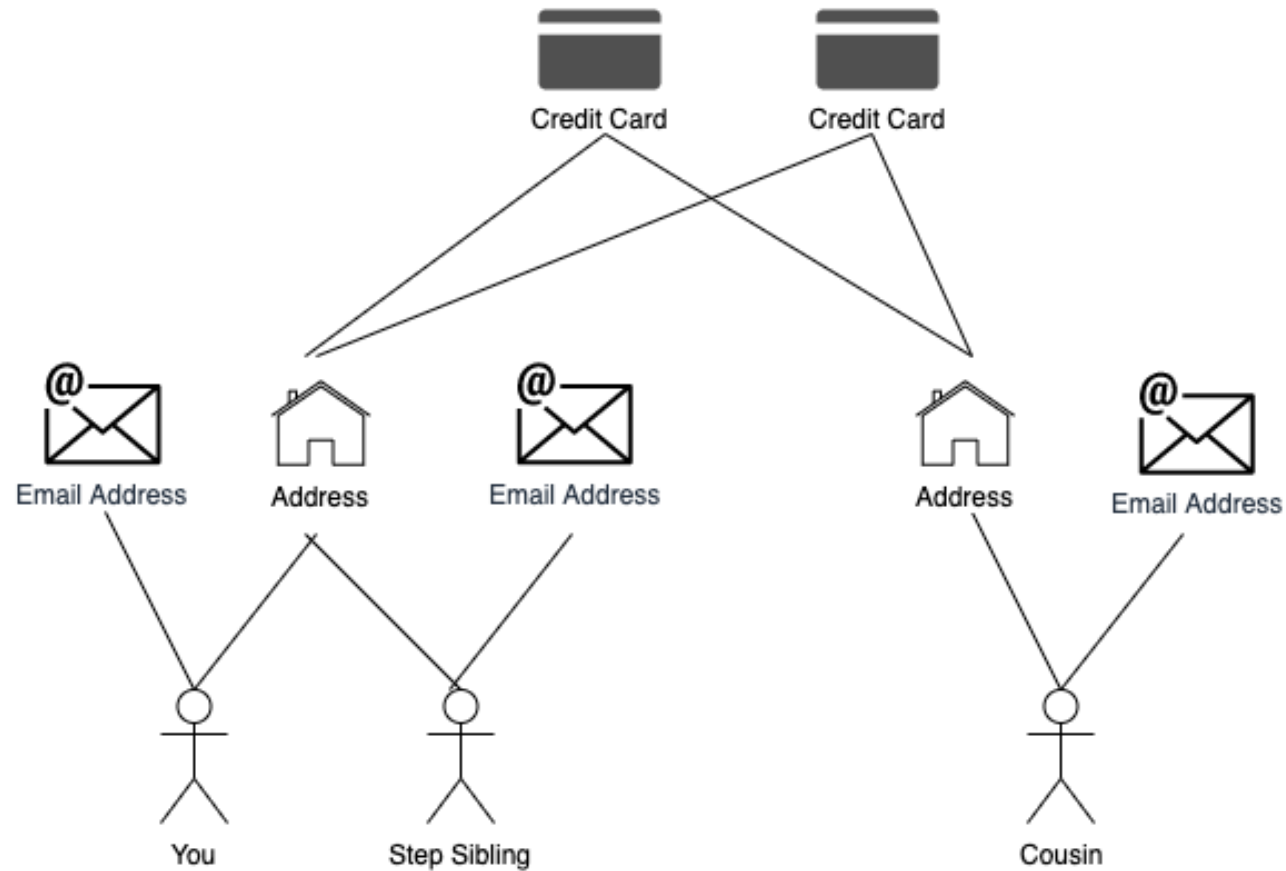 Credit Card
Credit Card
@
@
@
Email Address
Address
Email Address
Address
Email Address
You
Step Sibling
Cousin